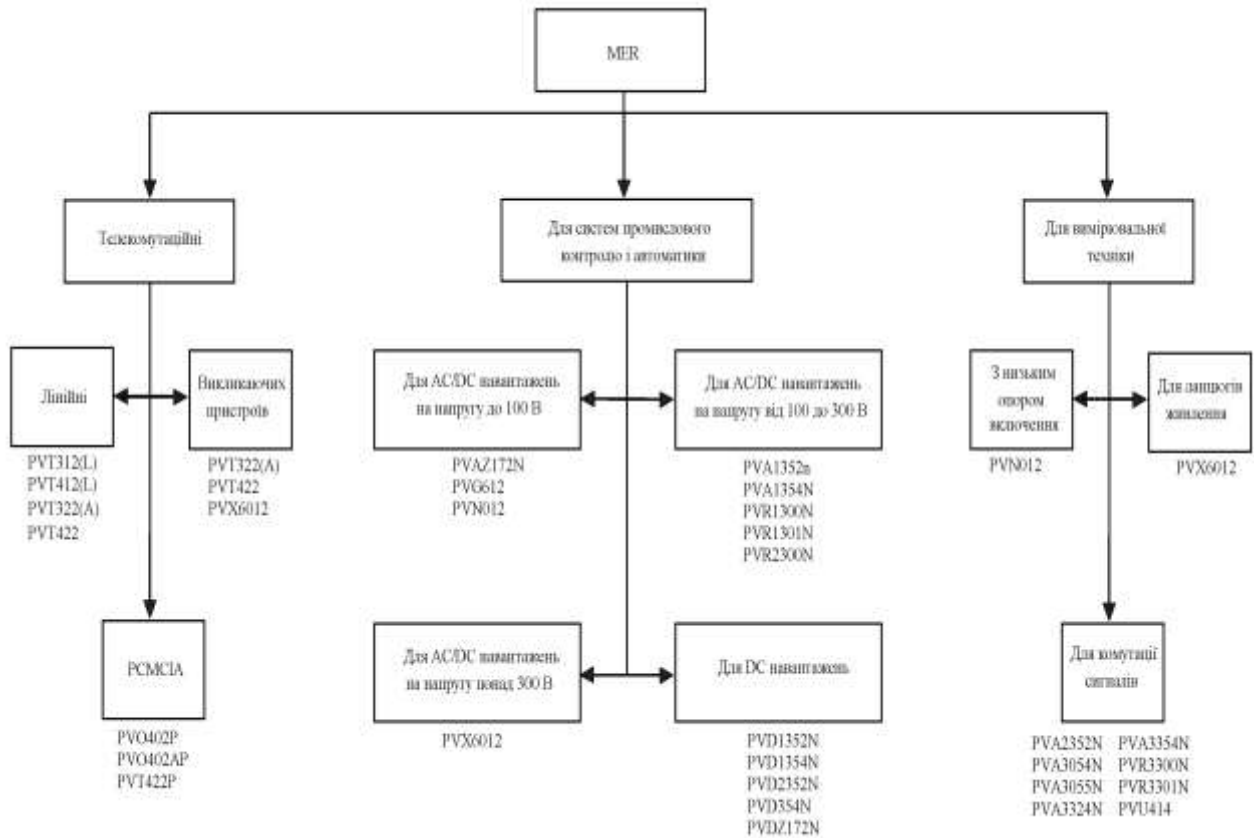 MER
Телекомутаційні
Для систем промислового
контролю і автоматики
Для вимірювальної
техніки
Лінійні
Викликаючих
пристроїв
Для AC/DC навантажень
на напругу до 100 В
Для AC/DC навантажень
на напругу від 100 до 300 В
З низьким
опором
включення
Для ланцюгів
живлення
PVT312(L)
PVT412(L)
PVT322(A)
PVT422
PVT322(A)
PVT422
PVX6012
PVAZ172N
PVG612
PVN012
PVA1352n
PVA1354N
PVR1300N
PVR1301N
PVR2300N
PVN012
PVX6012
PCMCIA
Для AC/DC навантажень
на напругу понад 300 В
Для DC навантажень
Для комутації
сигналів
PVO402P
PVO402AP
PVT422P
PVX6012
PVD1352N
PVD1354N
PVD2352N
PVD354N
PVDZ172N
PVA2352N PVA3354N
PVA3054N PVR3300N
PVA3055N PVR3301N
PVA3324N PVU414